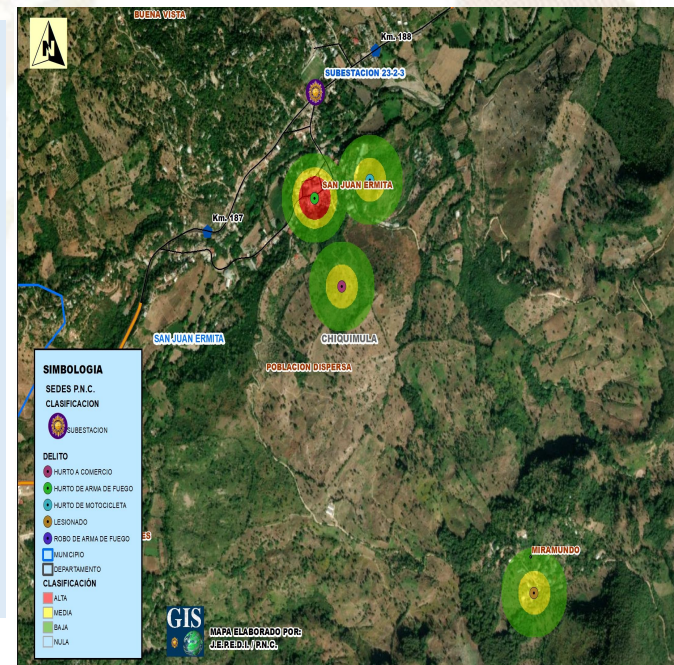 BUENA VISTA
N
Km. 188
SUBESTACION 23-2-3
SAN JUAN ERMITA
Km. 187
SAN JUAN ERMITA
CHIQUIMULA
POBLACION DISPERSA
SIMBOLOGIA
SEDES P.N.C.
CLASIFICACION
SUBESTACION
DELITO
HURTO A COMERCIO
HURTO DE ARMA DE FUEGO
HURTO DE MOTOCICLETA
LESIONADO
ROBO DE ARMA DE FUEGO
MUNICIPIO
DEPARTAMENTO
CLASIFICACIÓN
ALTA
MEDIA
BAJA
NULA
ES
MIRAMUNDO
GIS
MAPA ELABORADO POR:
J.E.P.E.D.I. / P.N.C.